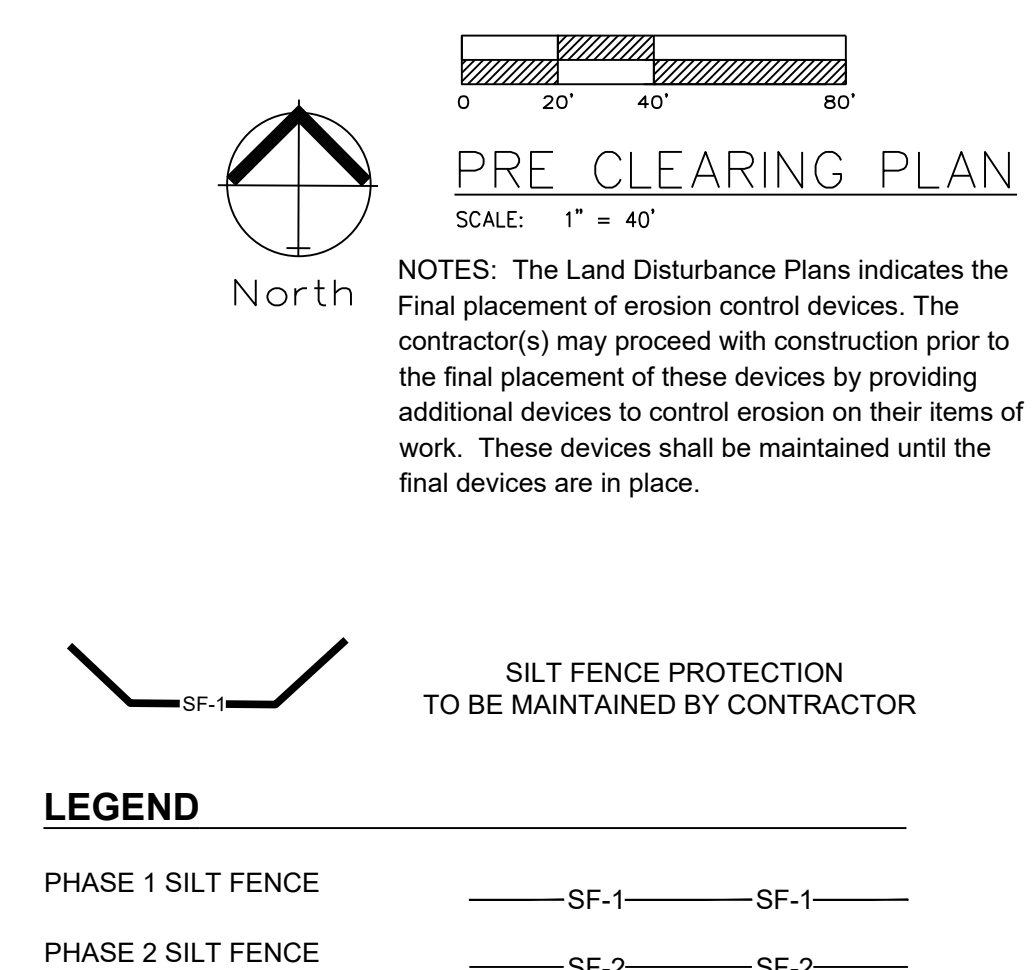 0 20' 40' 80'
PRE CLEARING PLAN
SCALE: 1" = 40'
North
NOTES: The Land Disturbance Plans indicates the
Final placement of erosion control devices. The
contractor(s) may proceed with construction prior to
the final placement of these devices by providing
additional devices to control erosion on their items of
work. These devices shall be maintained until the
final devices are in place.
SF-1
SILT FENCE PROTECTION
TO BE MAINTAINED BY CONTRACTOR
LEGEND
PHASE 1 SILT FENCE SF-1 SF-1
PHASE 2 SILT FENCE SF-2 SF-2